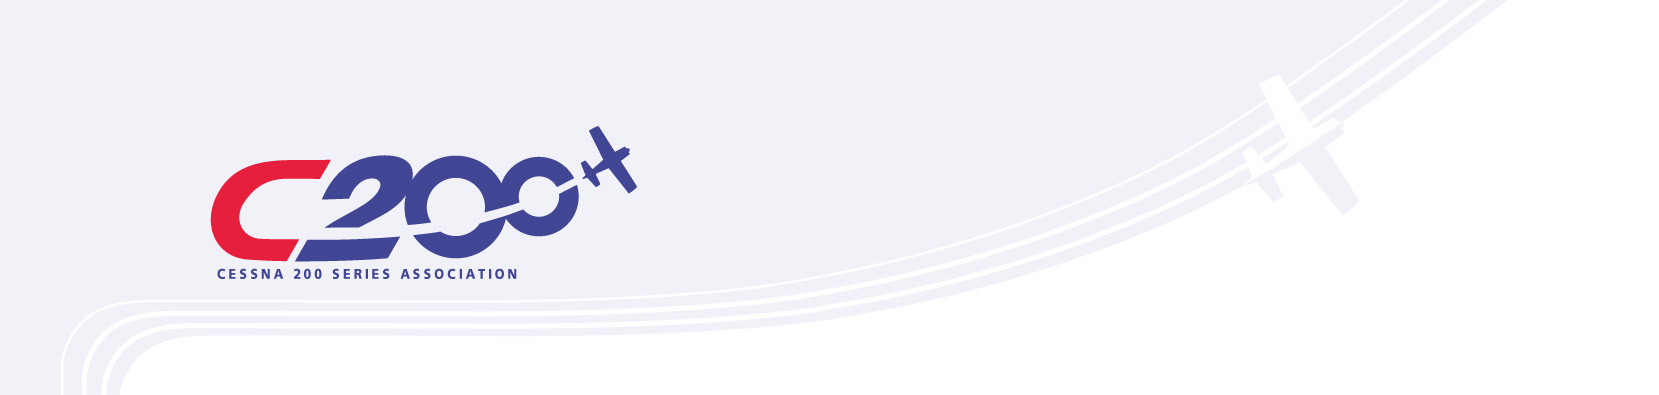 C200
CESSNA 200 SERIES ASSOCIATION